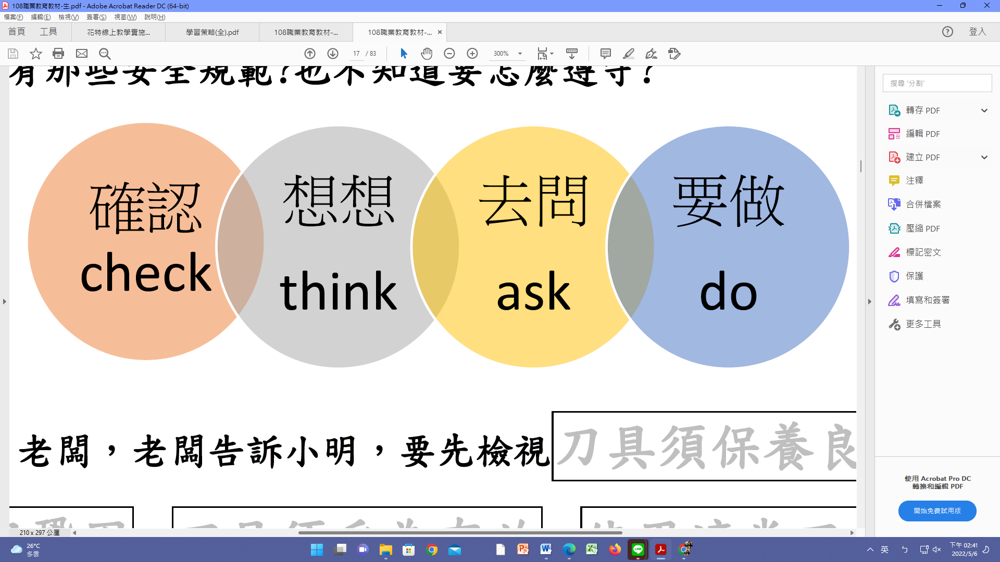 108職業教育教材-生.pdf - Adobe Acrobat Reader DC (64-bit)
檔案(F) 編輯(E) 檢視(V) 簽署(S) 視窗(W) 說明(H)
首頁 工具 花特線上教學實施... 學習策略(全).pdf 108職業教育教材-... 108職業教育教材-... × 登入
17 / 83 300%
有那些安全規範?也不知道要怎麼遵守?
確認
check
想想
think
去問
ask
要做
do
老闆，老闆告訴小明，要先檢視 刀具須保養良
210 x 297 公厘
搜尋 '分割'
轉存 PDF
編輯 PDF
建立 PDF
注釋
合併檔案
壓縮 PDF
標記密文
保護
填寫和簽署
更多工具
使用 Acrobat Pro DC
轉換和編輯 PDF
開始免費試用版
26°C
多雲
LINE
英 ㄅ
下午 02:41
2022/5/6